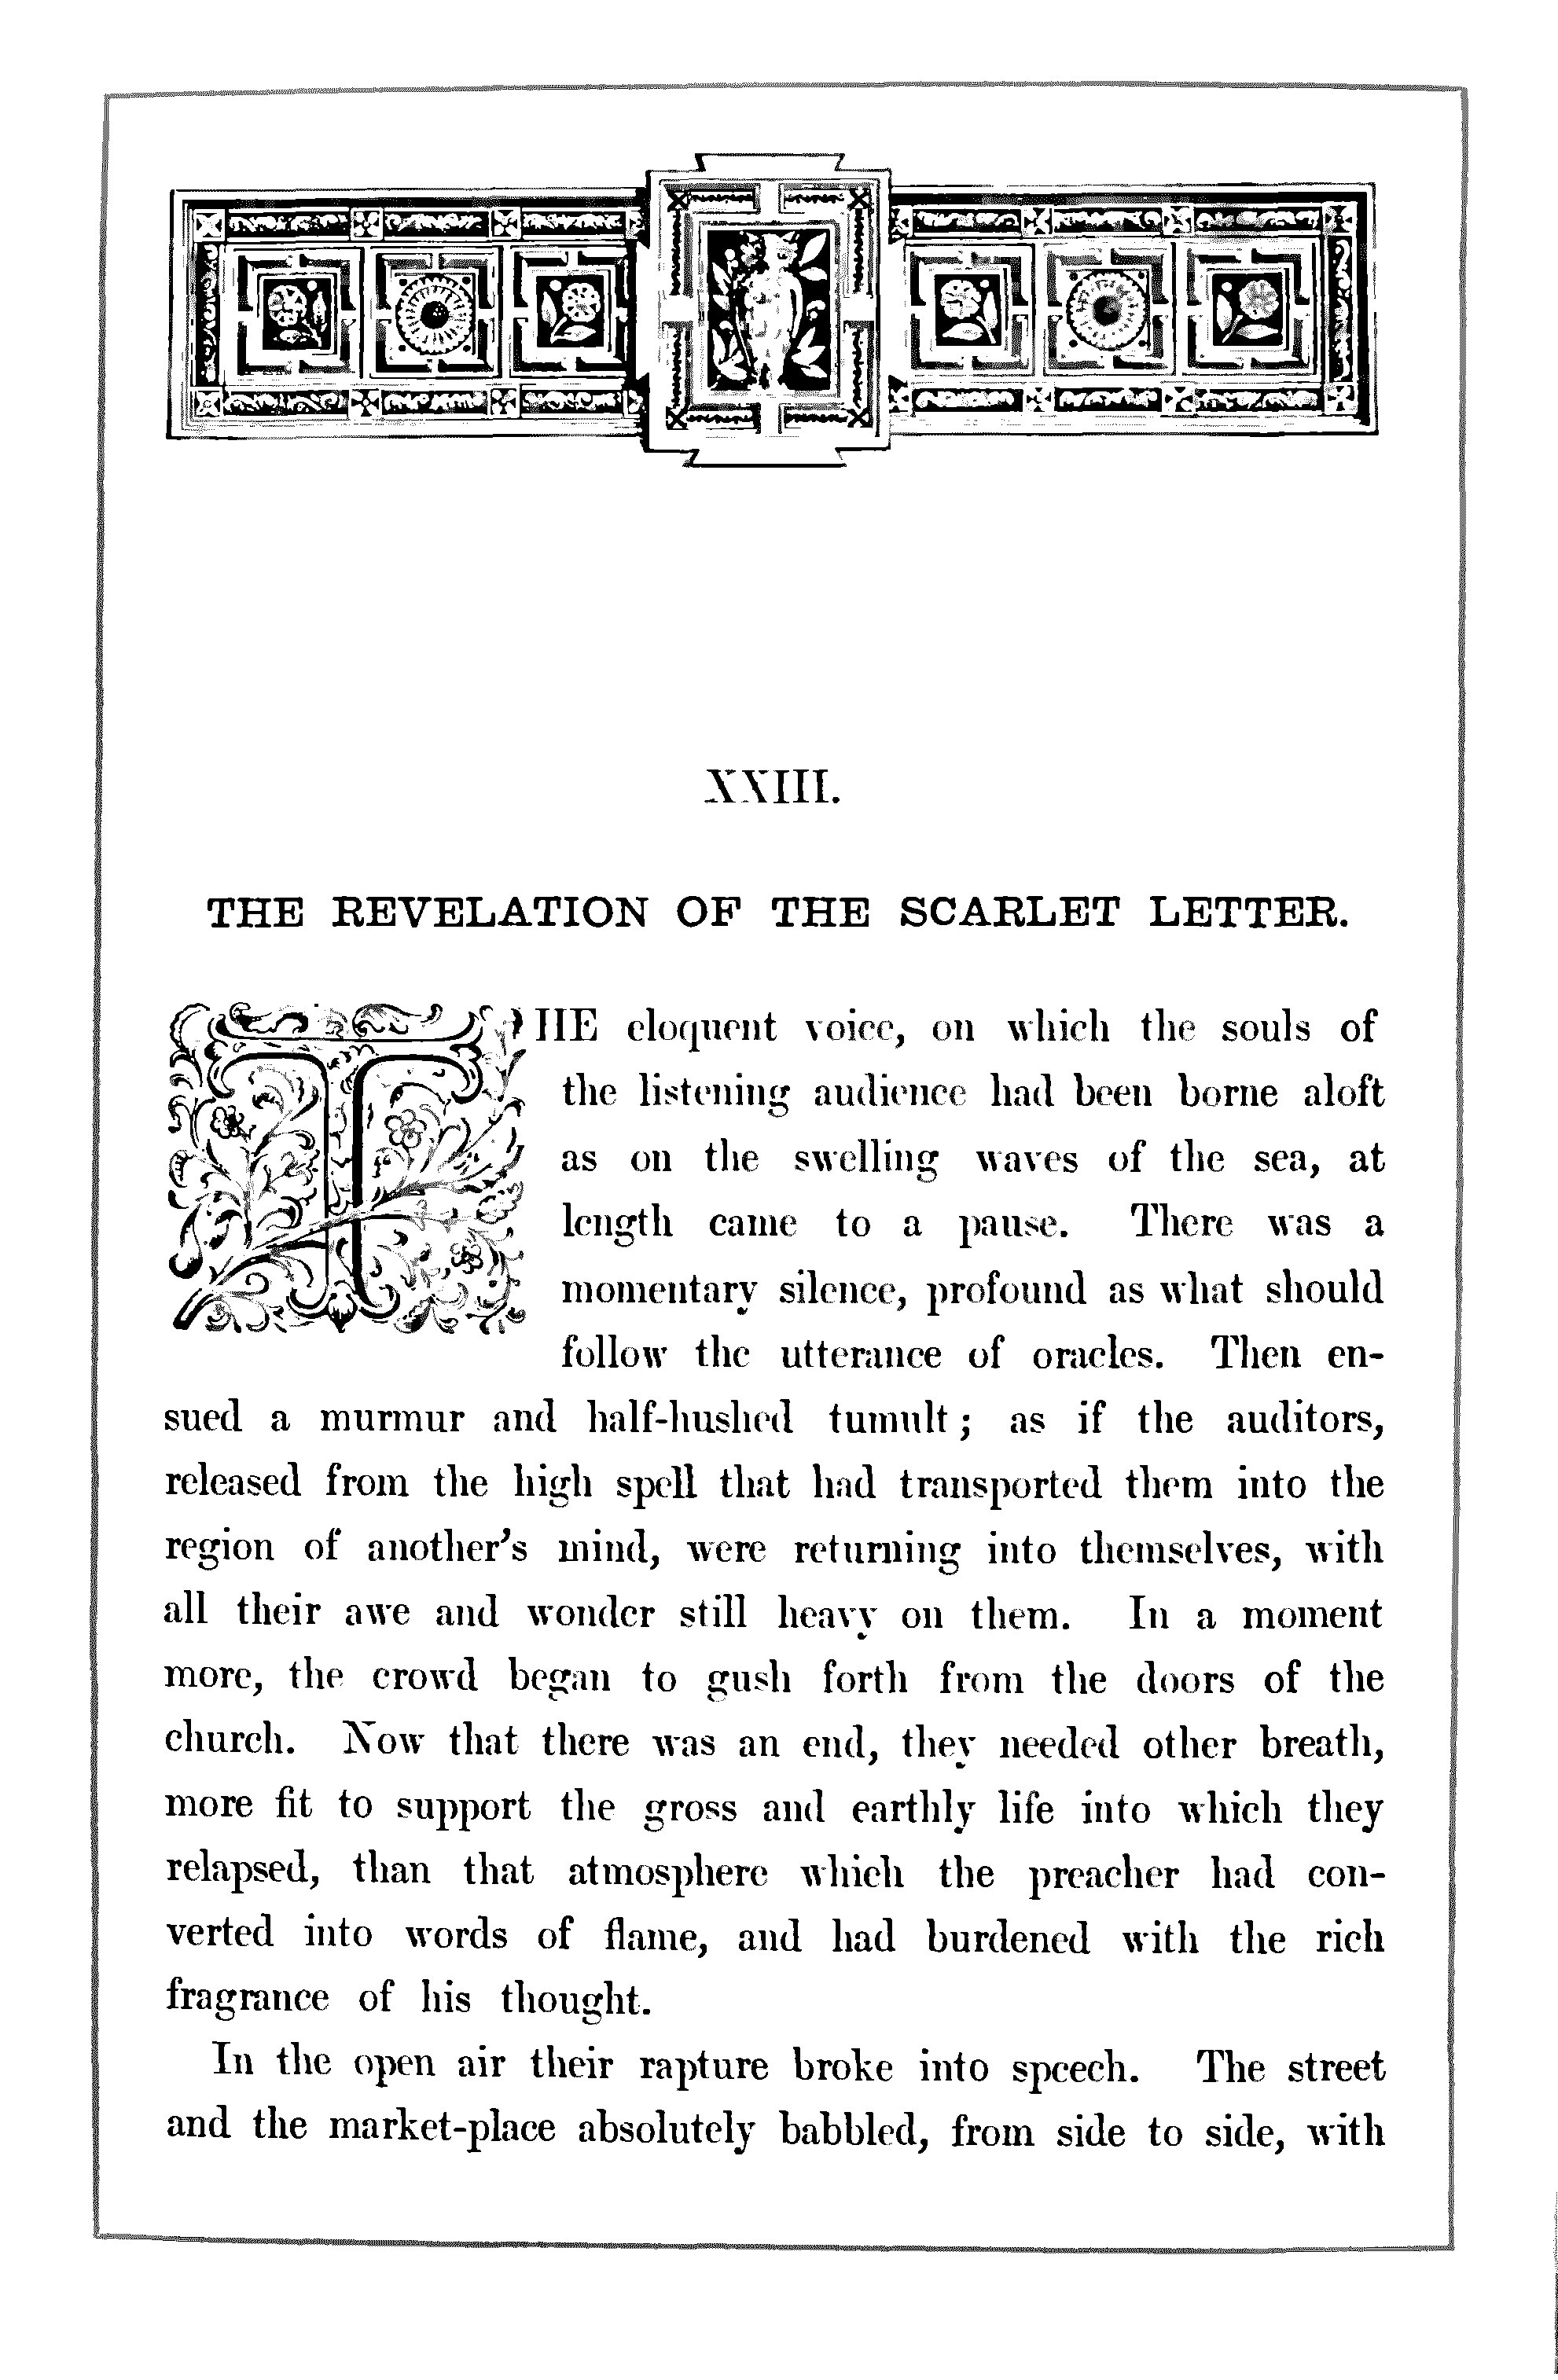 XXIII.
THE REVELATION OF THE SCARLET LETTER.
THE eloquent voice, on which the souls of
the listening audience had been borne aloft
as on the swelling waves of the sea, at
length came to a pause. There was a
momentary silence, profound as what should
follow the utterance of oracles. Then en-
sued a murmur and half-hushed tumult; as if the auditors,
released from the high spell that had transported them into the
region of another's mind, were returning into themselves, with
all their awe and wonder still heavy on them. In a moment
more, the crowd began to gush forth from the doors of the
church. Now that there was an end, they needed other breath,
more fit to support the gross and earthly life into which they
relapsed, than that atmosphere which the preacher had con-
verted into words of flame, and had burdened with the rich
fragrance of his thought.
In the open air their rapture broke into speech. The street
and the market-place absolutely babbled, from side to side, with